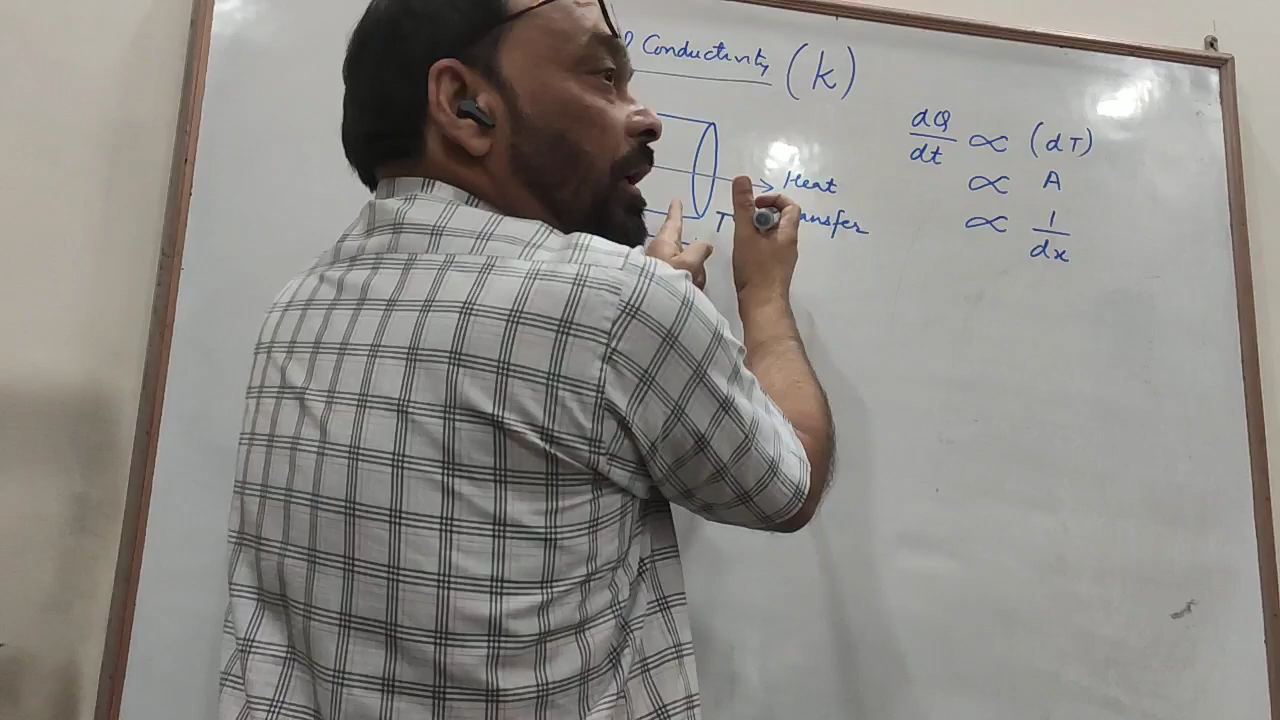 Conductivity (k)
dQ/dt ∝ (dT)
∝ A
Heat
∝ 1/dx
T
ansfer